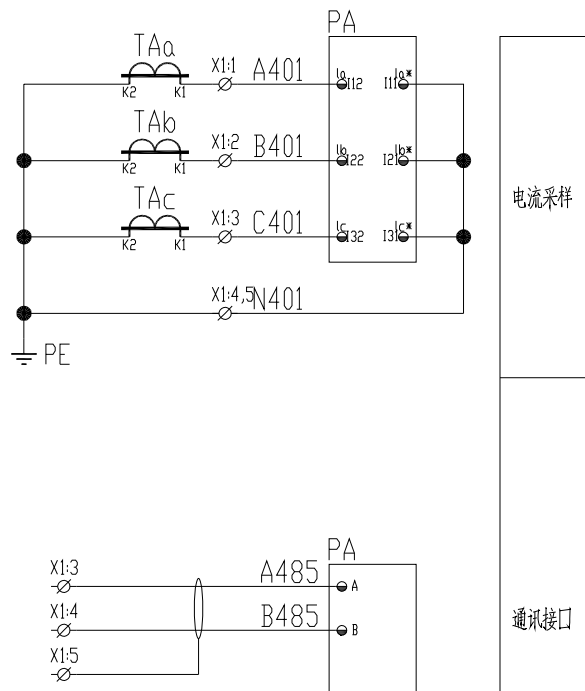 PA
TAa
X1:1 A401
Ia Ia*
K2 K1
I12 I11
TAb
X1:2 B401
Ib Ib*
K2 K1
I22 I21
电流采样
TAc
X1:3 C401
Ic Ic*
K2 K1
I32 I31
X1:4,5 N401
PE
PA
X1:3 A485
A
X1:4 B485
B
通讯接口
X1:5